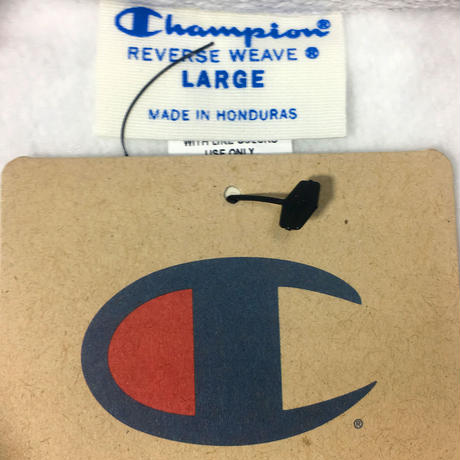 Champion®
REVERSE WEAVE ®
LARGE
MADE IN HONDURAS
WITH LIKE COLORS
USE ONLY
®